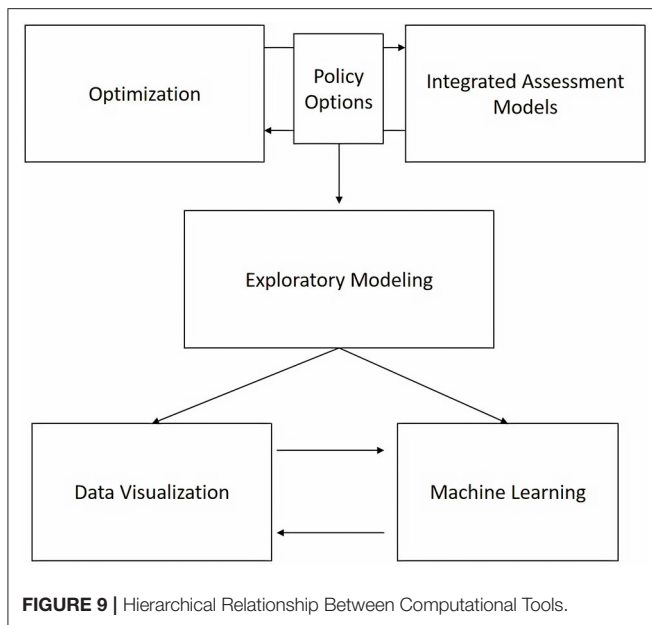 Optimization
Policy
Options
Integrated Assessment
Models
Exploratory Modeling
Data Visualization
Machine Learning
FIGURE 9 | Hierarchical Relationship Between Computational Tools.